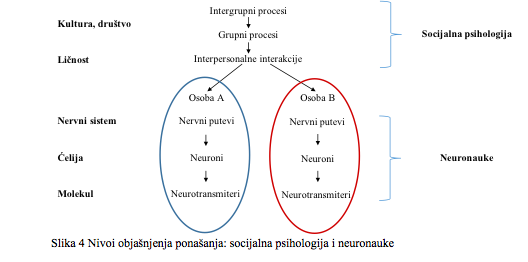 Intergrupni procesi
Kultura, društvo
Socijalna psihologija
Grupni procesi
Ličnost
Interpersonalne interakcije
Osoba A
Osoba B
Nervni sistem
Nervni putevi
Nervni putevi
Ćelija
Neuroni
Neuroni
Neuronauke
Molekul
Neurotransmiteri
Neurotransmiteri
Slika 4 Nivoi objašnjenja ponašanja: socijalna psihologija i neuronauke